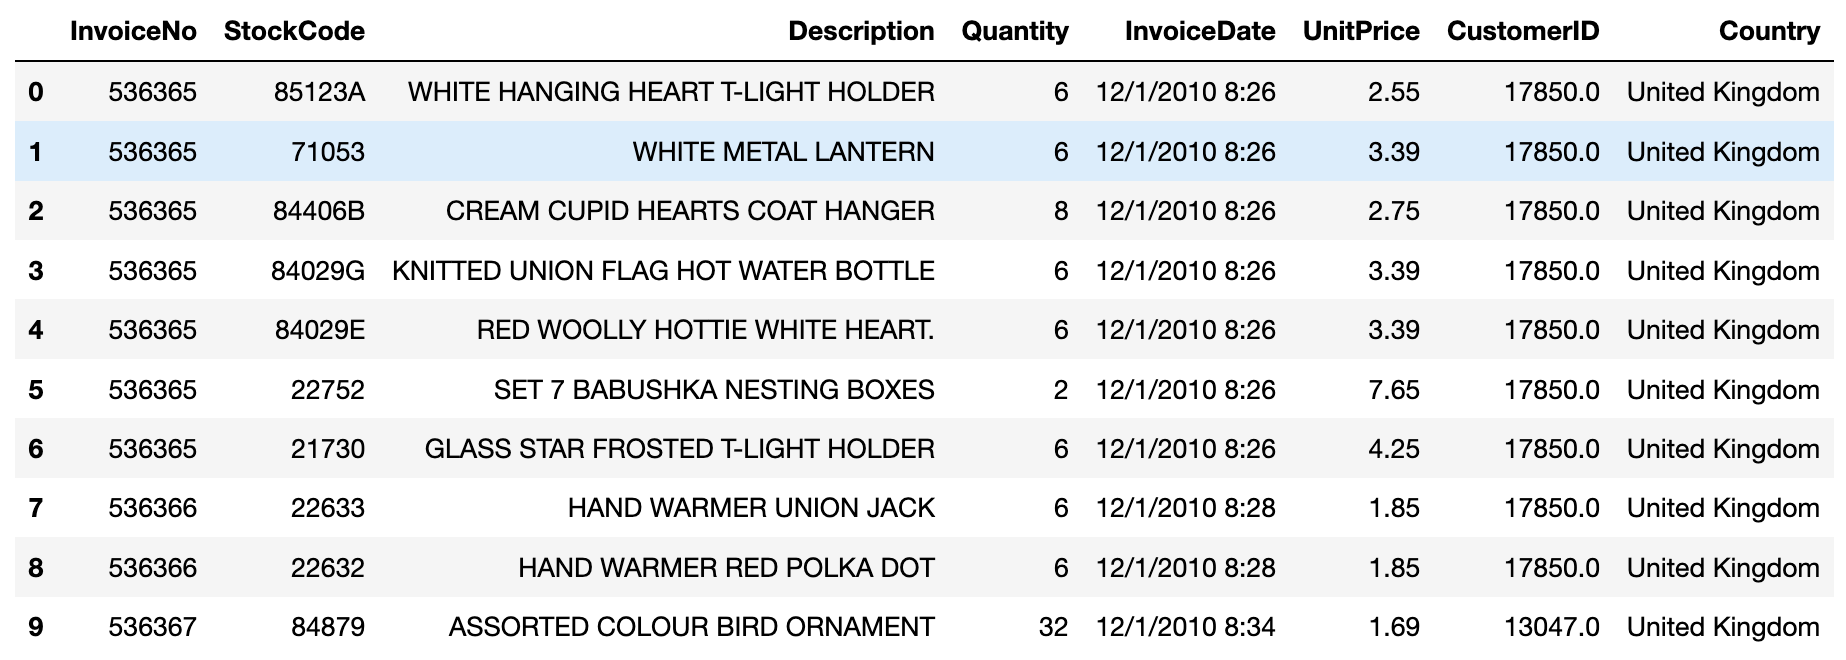 InvoiceNo StockCode Description Quantity InvoiceDate UnitPrice CustomerID Country
0 536365 85123A WHITE HANGING HEART T-LIGHT HOLDER 6 12/1/2010 8:26 2.55 17850.0 United Kingdom
1 536365 71053 WHITE METAL LANTERN 6 12/1/2010 8:26 3.39 17850.0 United Kingdom
2 536365 84406B CREAM CUPID HEARTS COAT HANGER 8 12/1/2010 8:26 2.75 17850.0 United Kingdom
3 536365 84029G KNITTED UNION FLAG HOT WATER BOTTLE 6 12/1/2010 8:26 3.39 17850.0 United Kingdom
4 536365 84029E RED WOOLLY HOTTIE WHITE HEART. 6 12/1/2010 8:26 3.39 17850.0 United Kingdom
5 536365 22752 SET 7 BABUSHKA NESTING BOXES 2 12/1/2010 8:26 7.65 17850.0 United Kingdom
6 536365 21730 GLASS STAR FROSTED T-LIGHT HOLDER 6 12/1/2010 8:26 4.25 17850.0 United Kingdom
7 536366 22633 HAND WARMER UNION JACK 6 12/1/2010 8:28 1.85 17850.0 United Kingdom
8 536366 22632 HAND WARMER RED POLKA DOT 6 12/1/2010 8:28 1.85 17850.0 United Kingdom
9 536367 84879 ASSORTED COLOUR BIRD ORNAMENT 32 12/1/2010 8:34 1.69 13047.0 United Kingdom